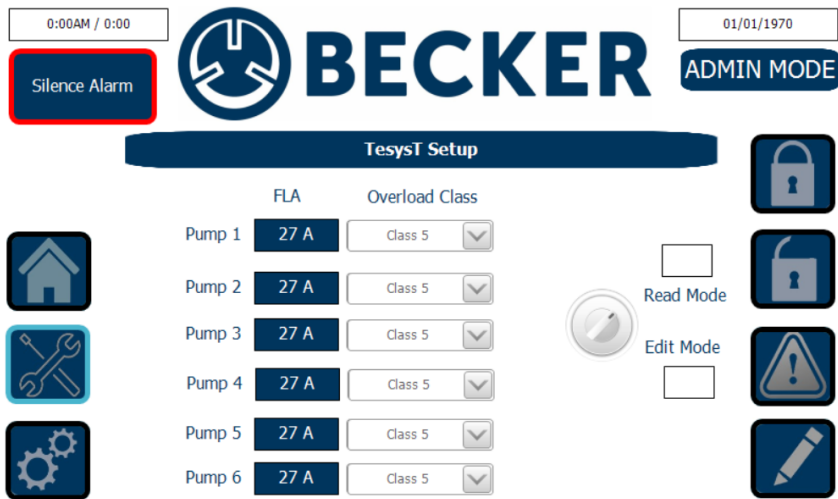 0:00AM / 0:00
01/01/1970
Silence Alarm
BECKER
ADMIN MODE
TesysT Setup
FLA Overload Class
Pump 1 27 A Class 5
Pump 2 27 A Class 5
Read Mode
Pump 3 27 A Class 5
Edit Mode
Pump 4 27 A Class 5
Pump 5 27 A Class 5
Pump 6 27 A Class 5